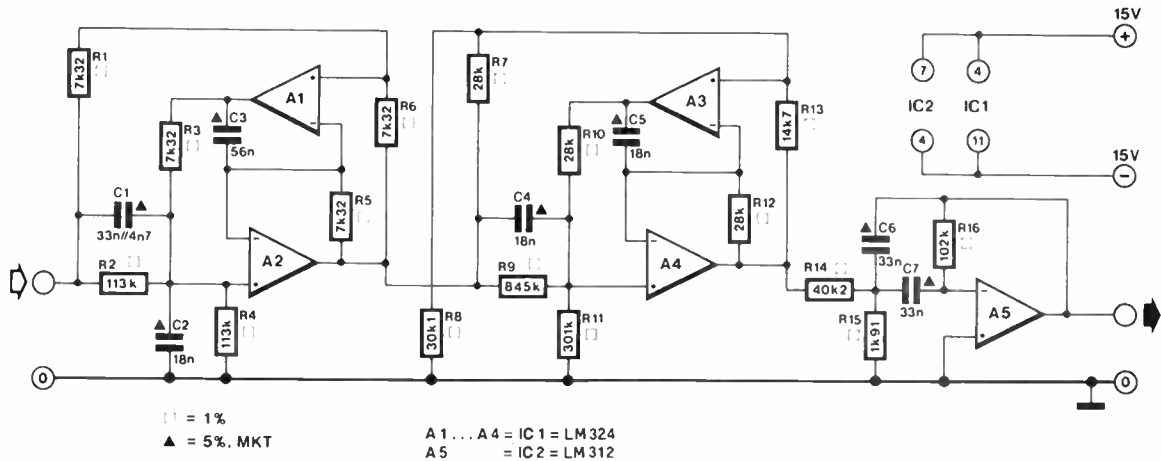 R1
7k32
R3
7k32
C3
56n
A1
R6
7k32
R5
7k32
C1
33n//4n7
R2
113k
A2
C2
18n
R4
113k
R7
28k
R10
28k
C5
18n
A3
R13
14k7
R12
28k
C4
18n
R9
845k
A4
R8
30k1
R11
301k
R14
40k2
R15
1k91
C6
33n
C7
33n
R16
102k
A5
15V
+
7
4
IC2
IC1
4
11
15V
−
0
0
[ ] = 1%
▲ = 5%, MKT
A1...A4 = IC1 = LM324
A5 = IC2 = LM312